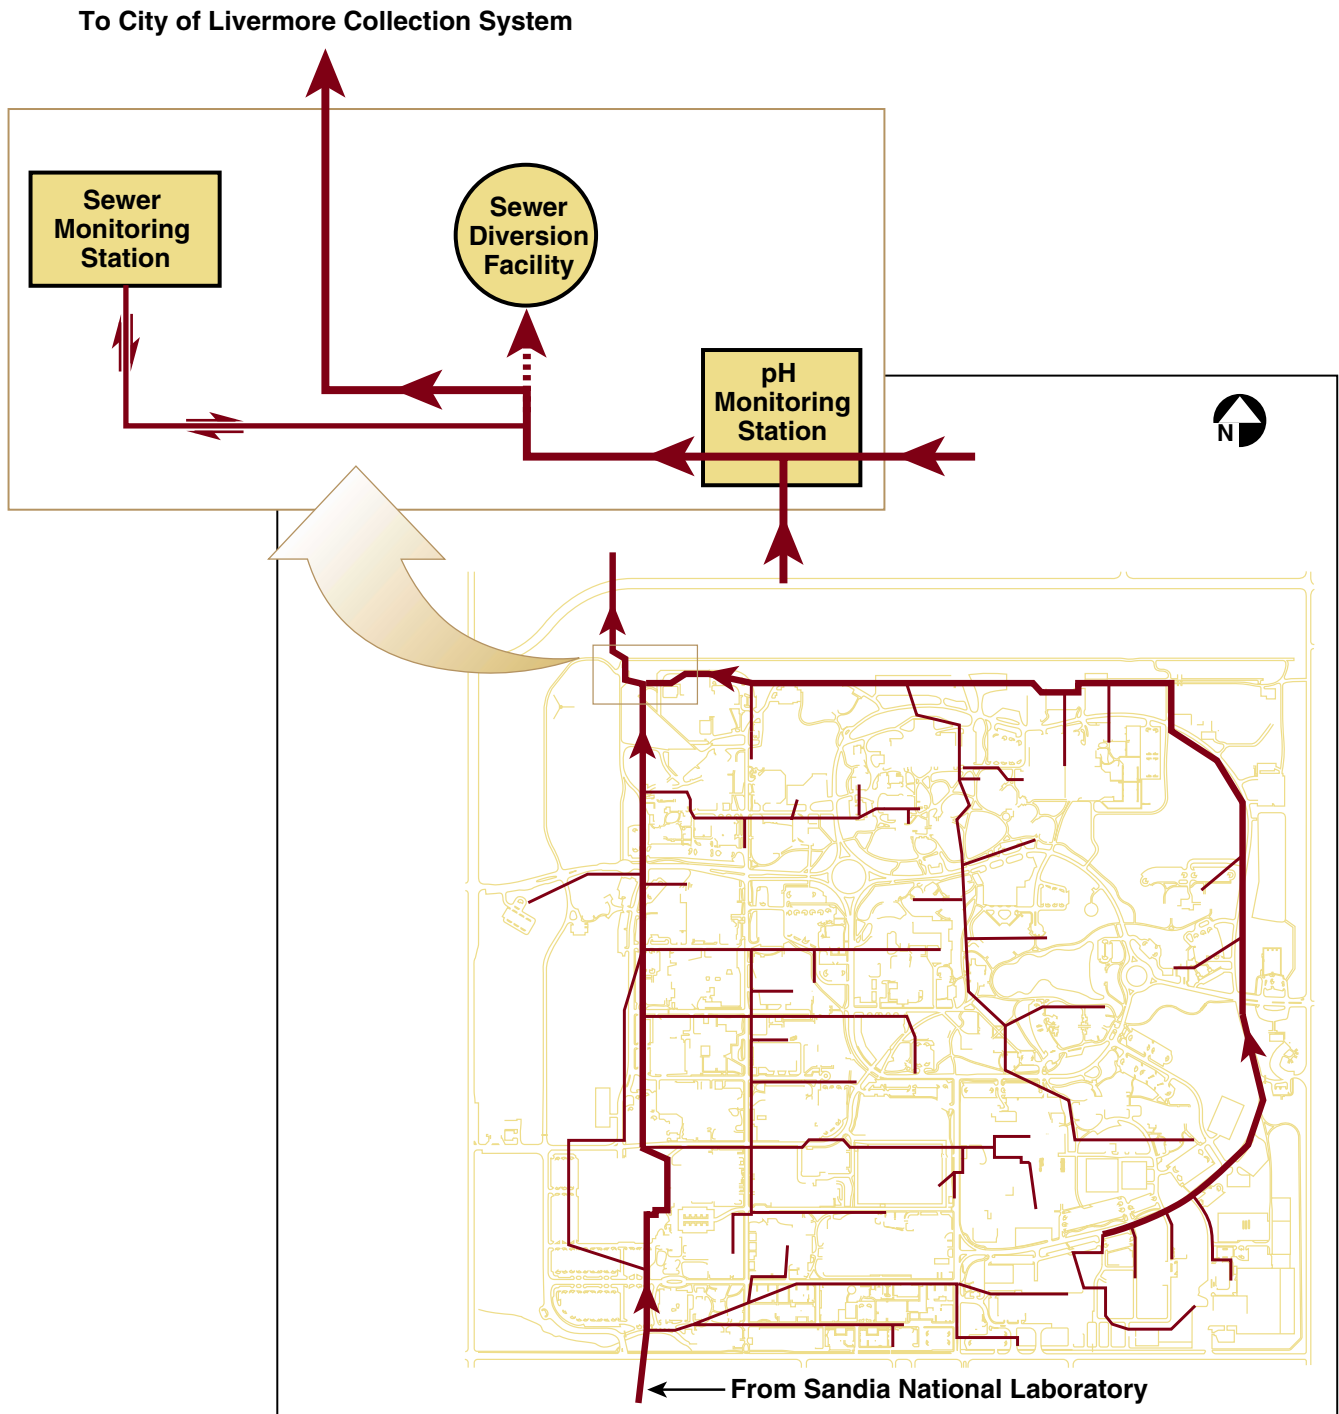 To City of Livermore Collection System
Sewer
Monitoring
Station
Sewer
Diversion
Facility
pH
Monitoring
Station
N
From Sandia National Laboratory